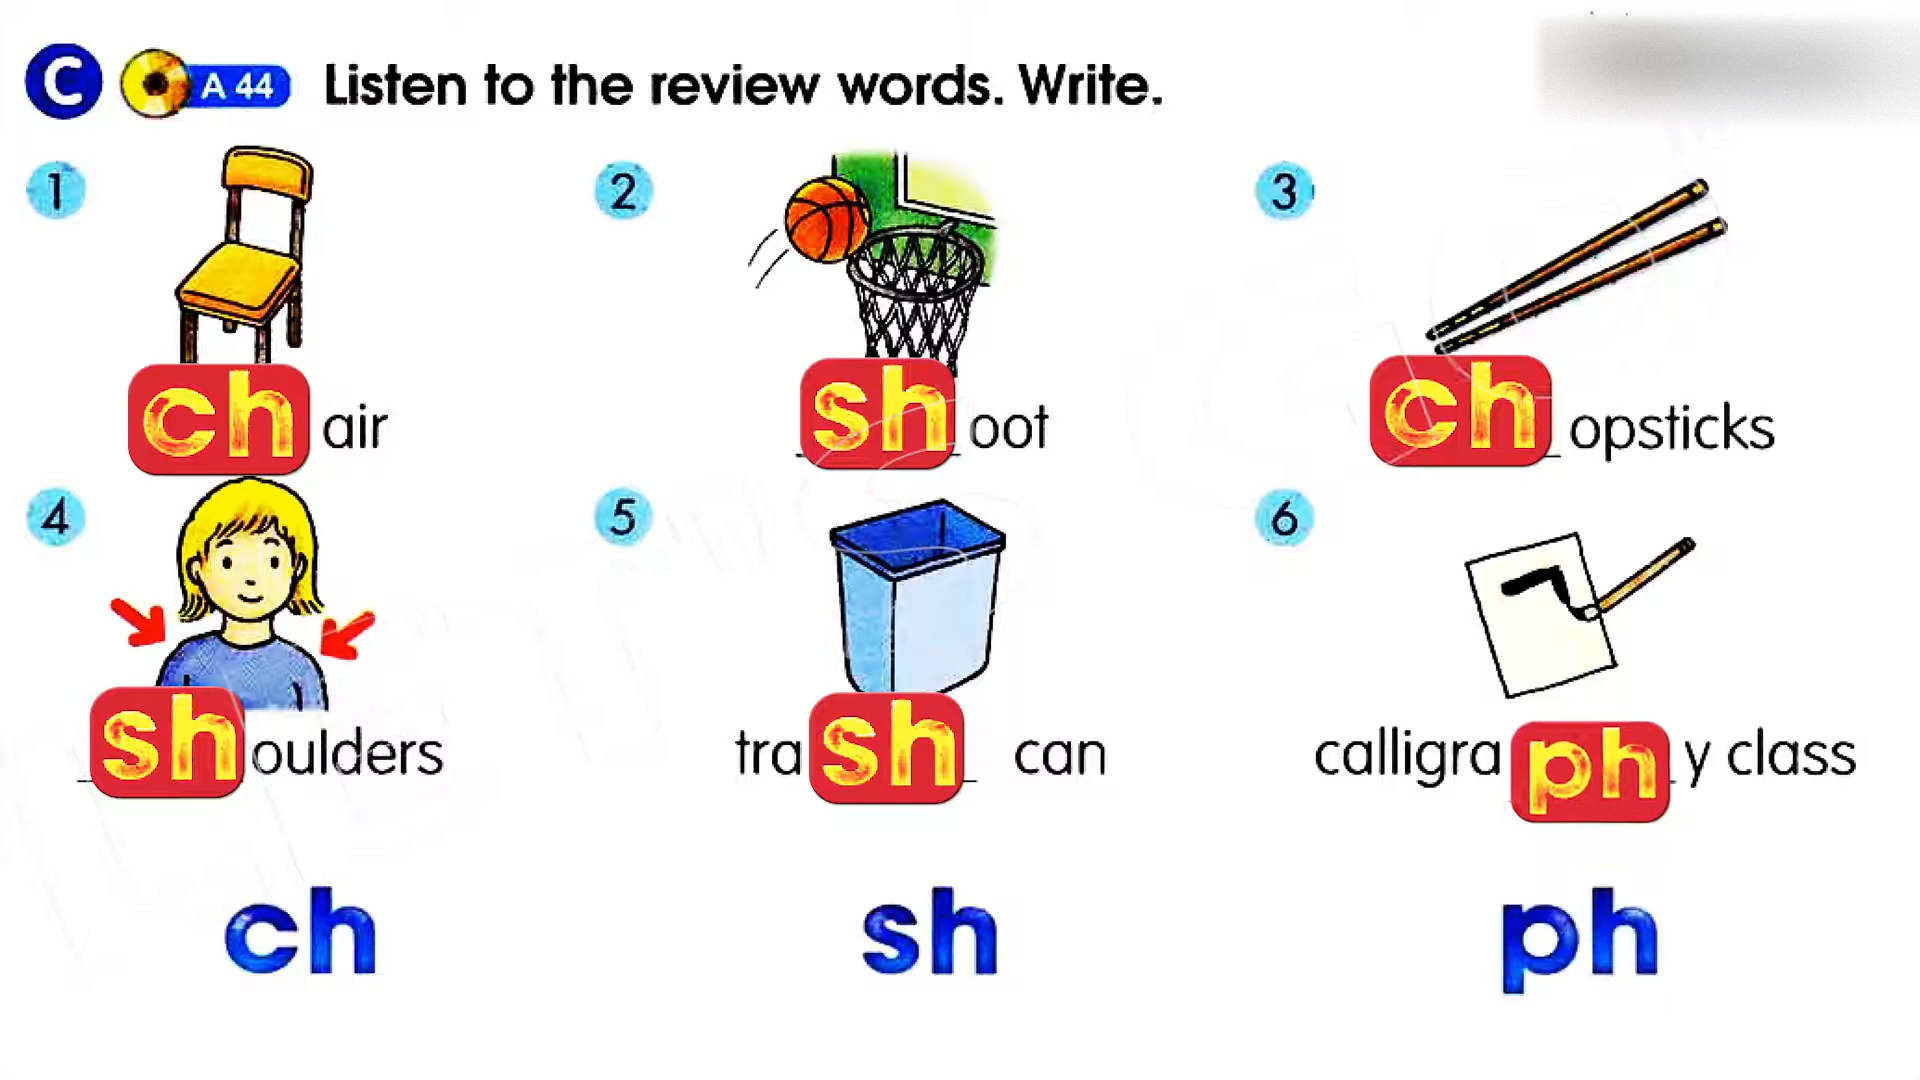 C A 44 Listen to the review words. Write.
1 2 3
ch air sh oot ch opsticks
4 5 6
sh oulders tra sh can calligra ph y class
ch sh ph